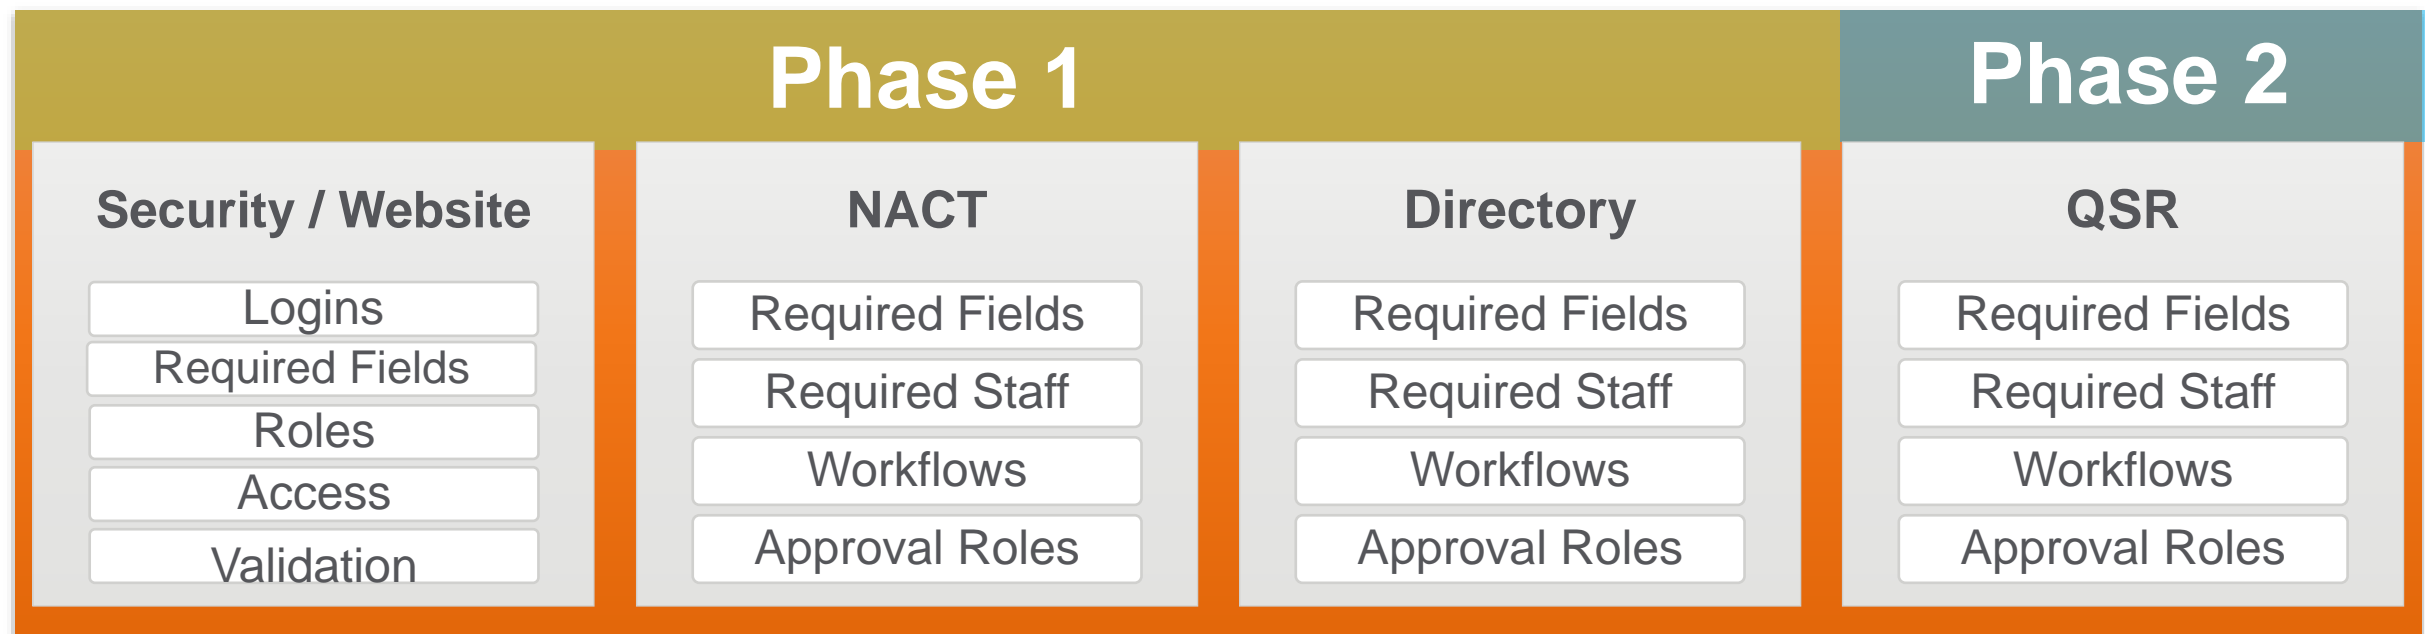 Phase 1
Phase 2
Security / Website
Logins
Required Fields
Roles
Access
Validation
NACT
Required Fields
Required Staff
Workflows
Approval Roles
Directory
Required Fields
Required Staff
Workflows
Approval Roles
QSR
Required Fields
Required Staff
Workflows
Approval Roles